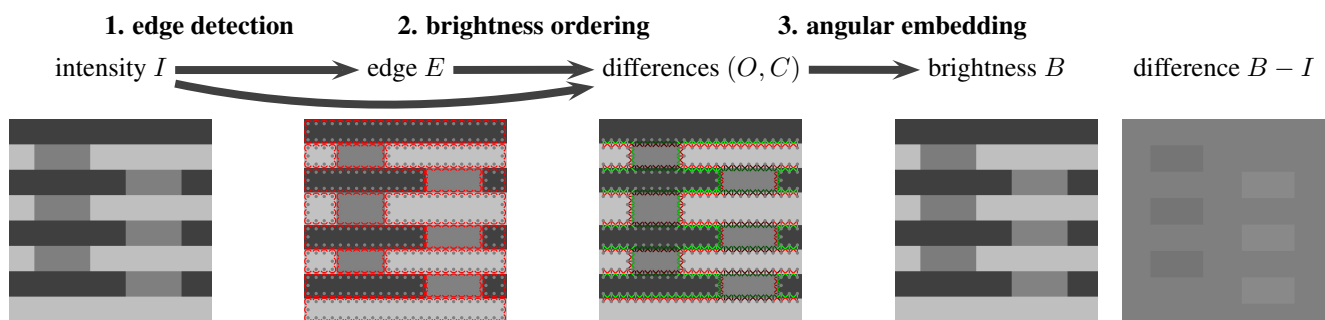 1. edge detection 2. brightness ordering 3. angular embedding
intensity I edge E differences (O, C) brightness B difference B − I